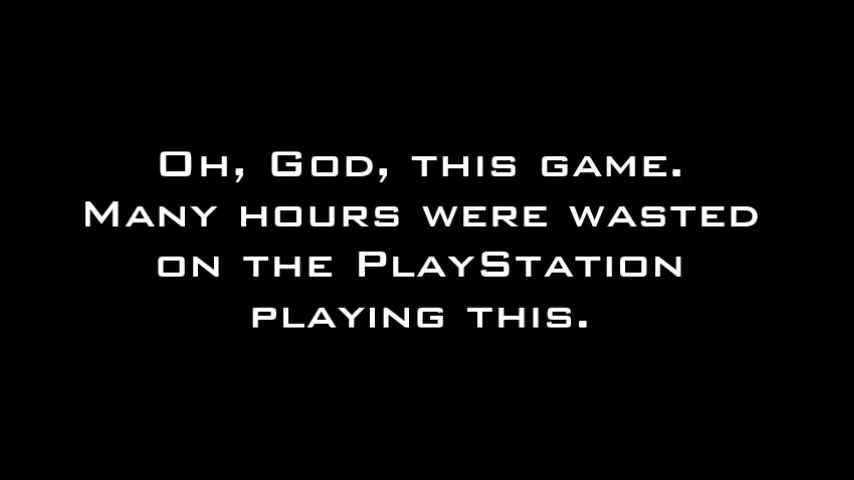 Oh, God, this game.
Many hours were wasted
on the PlayStation
playing this.